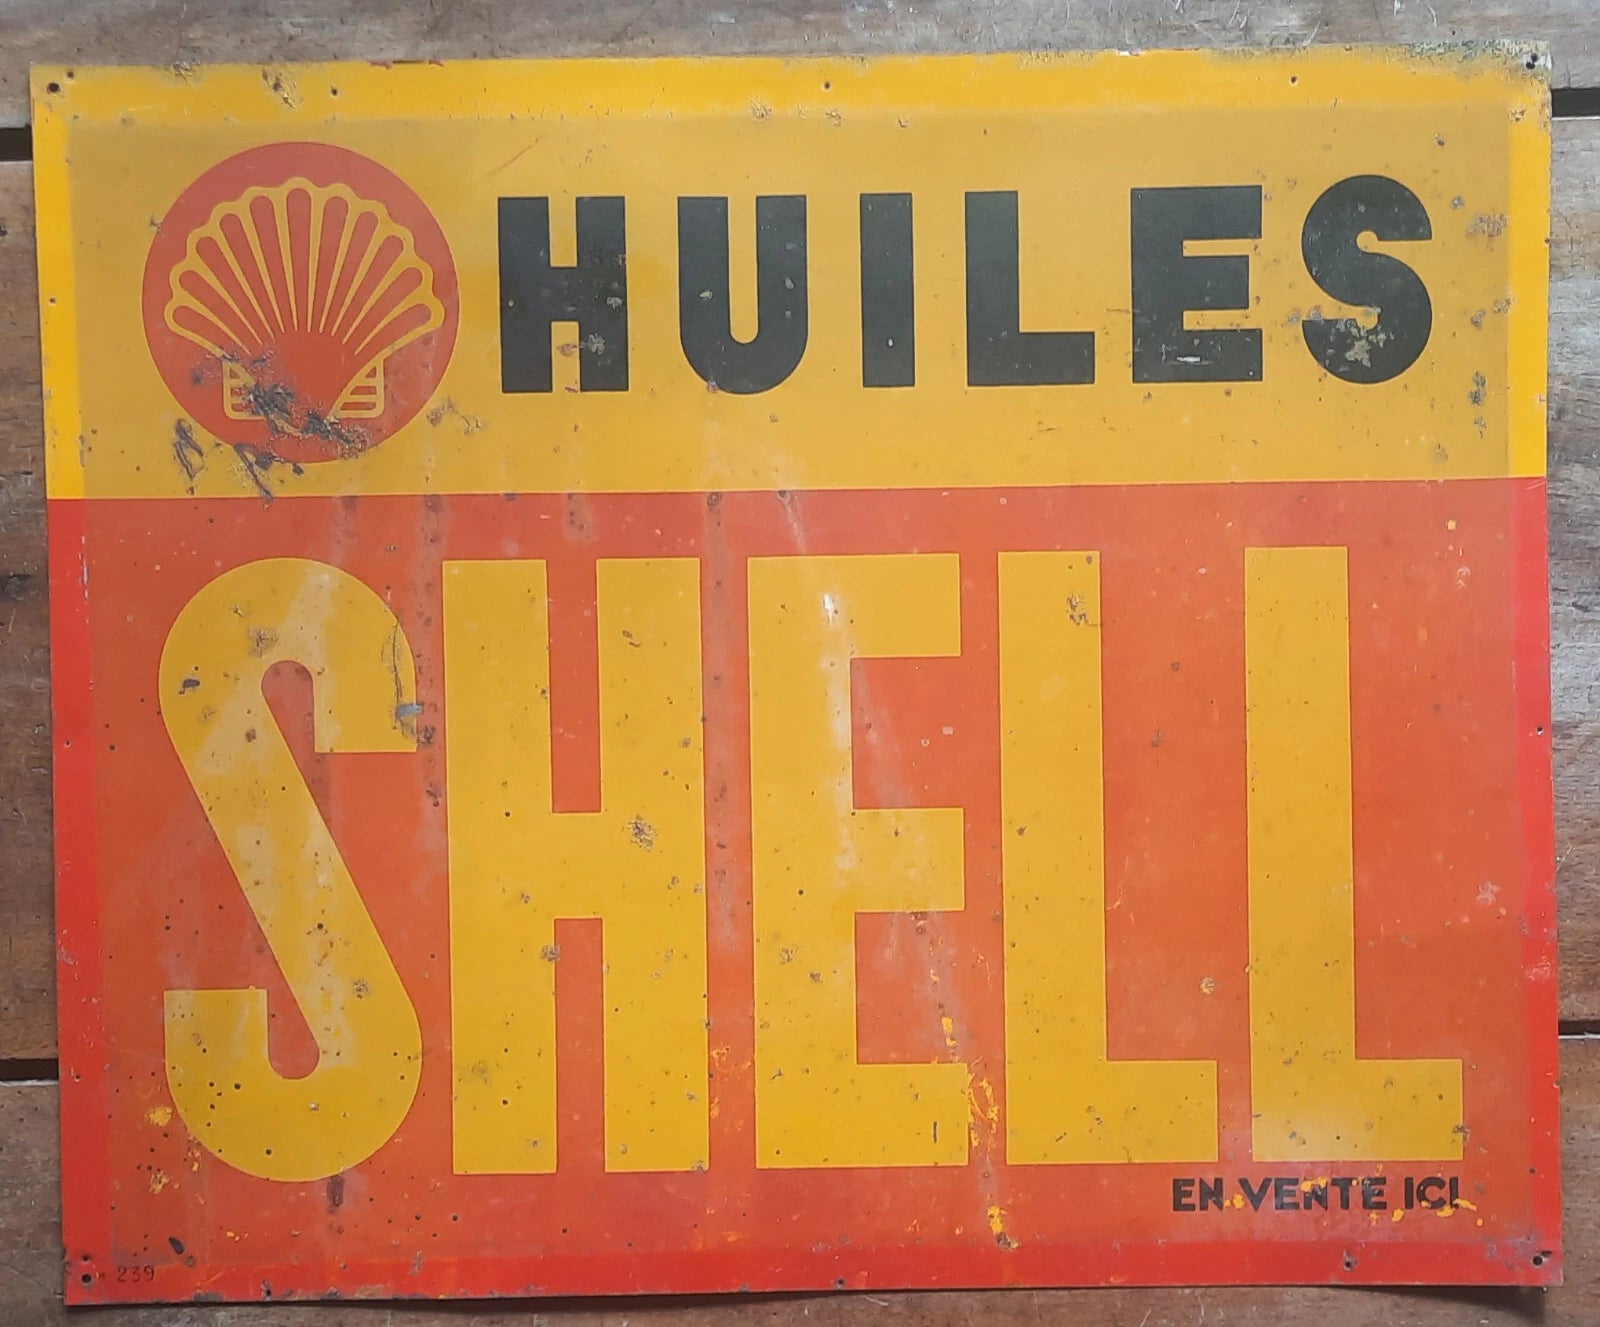 HUILES
SHELL
EN VENTE ICI
239